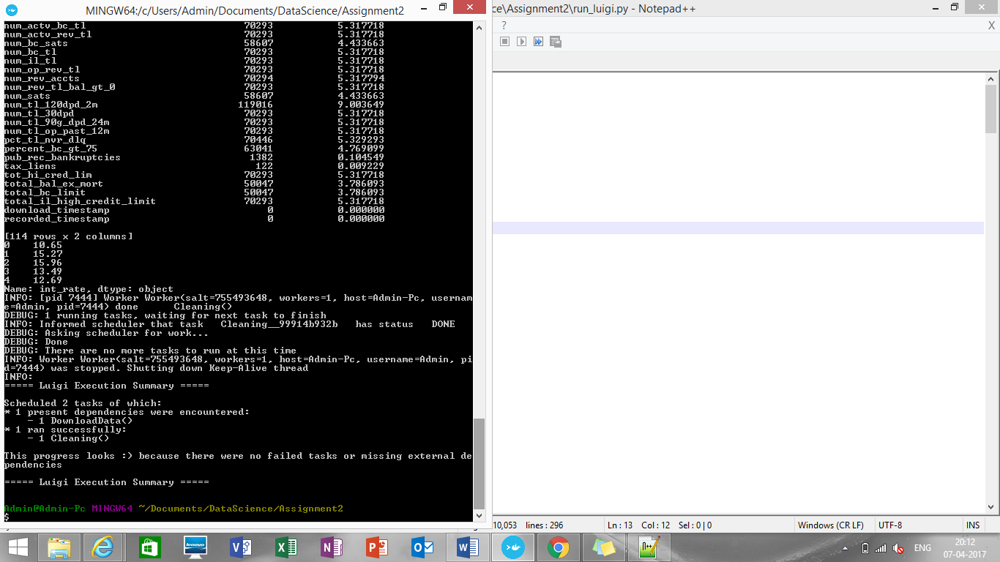 MINGW64:/c/Users/Admin/Documents/DataScience/Assignment2
num_actv_bc_tl 70293 5.317718
num_actv_rev_tl 70293 5.317718
num_bc_sats 58607 4.433663
num_bc_tl 70293 5.317718
num_il_tl 70293 5.317718
num_op_rev_tl 70293 5.317718
num_rev_accts 70294 5.317794
num_rev_tl_bal_gt_0 70293 5.317718
num_sats 58607 4.433663
num_tl_120dpd_2m 119016 9.003649
num_tl_30dpd 70293 5.317718
num_tl_90g_dpd_24m 70293 5.317718
num_tl_op_past_12m 70293 5.317718
pct_tl_nvr_dlq 70446 5.329293
percent_bc_gt_75 63041 4.769099
pub_rec_bankruptcies 1382 0.104549
tax_liens 122 0.009229
tot_hi_cred_lim 70293 5.317718
total_bal_ex_mort 50047 3.786093
total_bc_limit 50047 3.786093
total_il_high_credit_limit 70293 5.317718
download_timestamp 0 0.000000
recorded_timestamp 0 0.000000
[114 rows x 2 columns]
0 10.65
1 15.27
2 15.96
3 13.49
4 12.69
Name: int_rate, dtype: object
INFO: [pid 7444] Worker Worker(salt=755493648, workers=1, host=Admin-Pc, usernam
e=Admin, pid=7444) done Cleaning()
DEBUG: 1 running tasks, waiting for next task to finish
INFO: Informed scheduler that task Cleaning__99914b932b has status DONE
DEBUG: Asking scheduler for work...
DEBUG: Done
DEBUG: There are no more tasks to run at this time
INFO: Worker Worker(salt=755493648, workers=1, host=Admin-Pc, username=Admin, pi
d=7444) was stopped. Shutting down Keep-Alive thread
INFO:
===== Luigi Execution Summary =====
Scheduled 2 tasks of which:
* 1 present dependencies were encountered:
- 1 DownloadData()
* 1 ran successfully:
- 1 Cleaning()
This progress looks :) because there were no failed tasks or missing external de
pendencies
===== Luigi Execution Summary =====
Admin@Admin-Pc MINGW64 ~/Documents/DataScience/Assignment2
$
ce\Assignment2\run_luigi.py - Notepad++
?
X
10,053 lines : 296 Ln : 13 Col : 12 Sel : 0 | 0 Windows (CR LF) UTF-8 INS
lenovo
ENG
20:12
07-04-2017